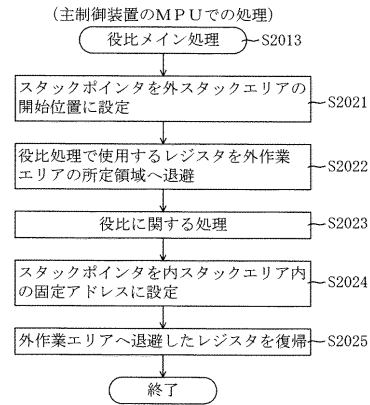 (主制御装置のMPUでの処理)
役比メイン処理 S2013
スタックポインタを外スタックエリアの
開始位置に設定 S2021
役比処理で使用するレジスタを外作業
エリアの所定領域へ退避 S2022
役比に関する処理 S2023
スタックポインタを内スタックエリア内
の固定アドレスに設定 S2024
外作業エリアへ退避したレジスタを復帰 S2025
終了